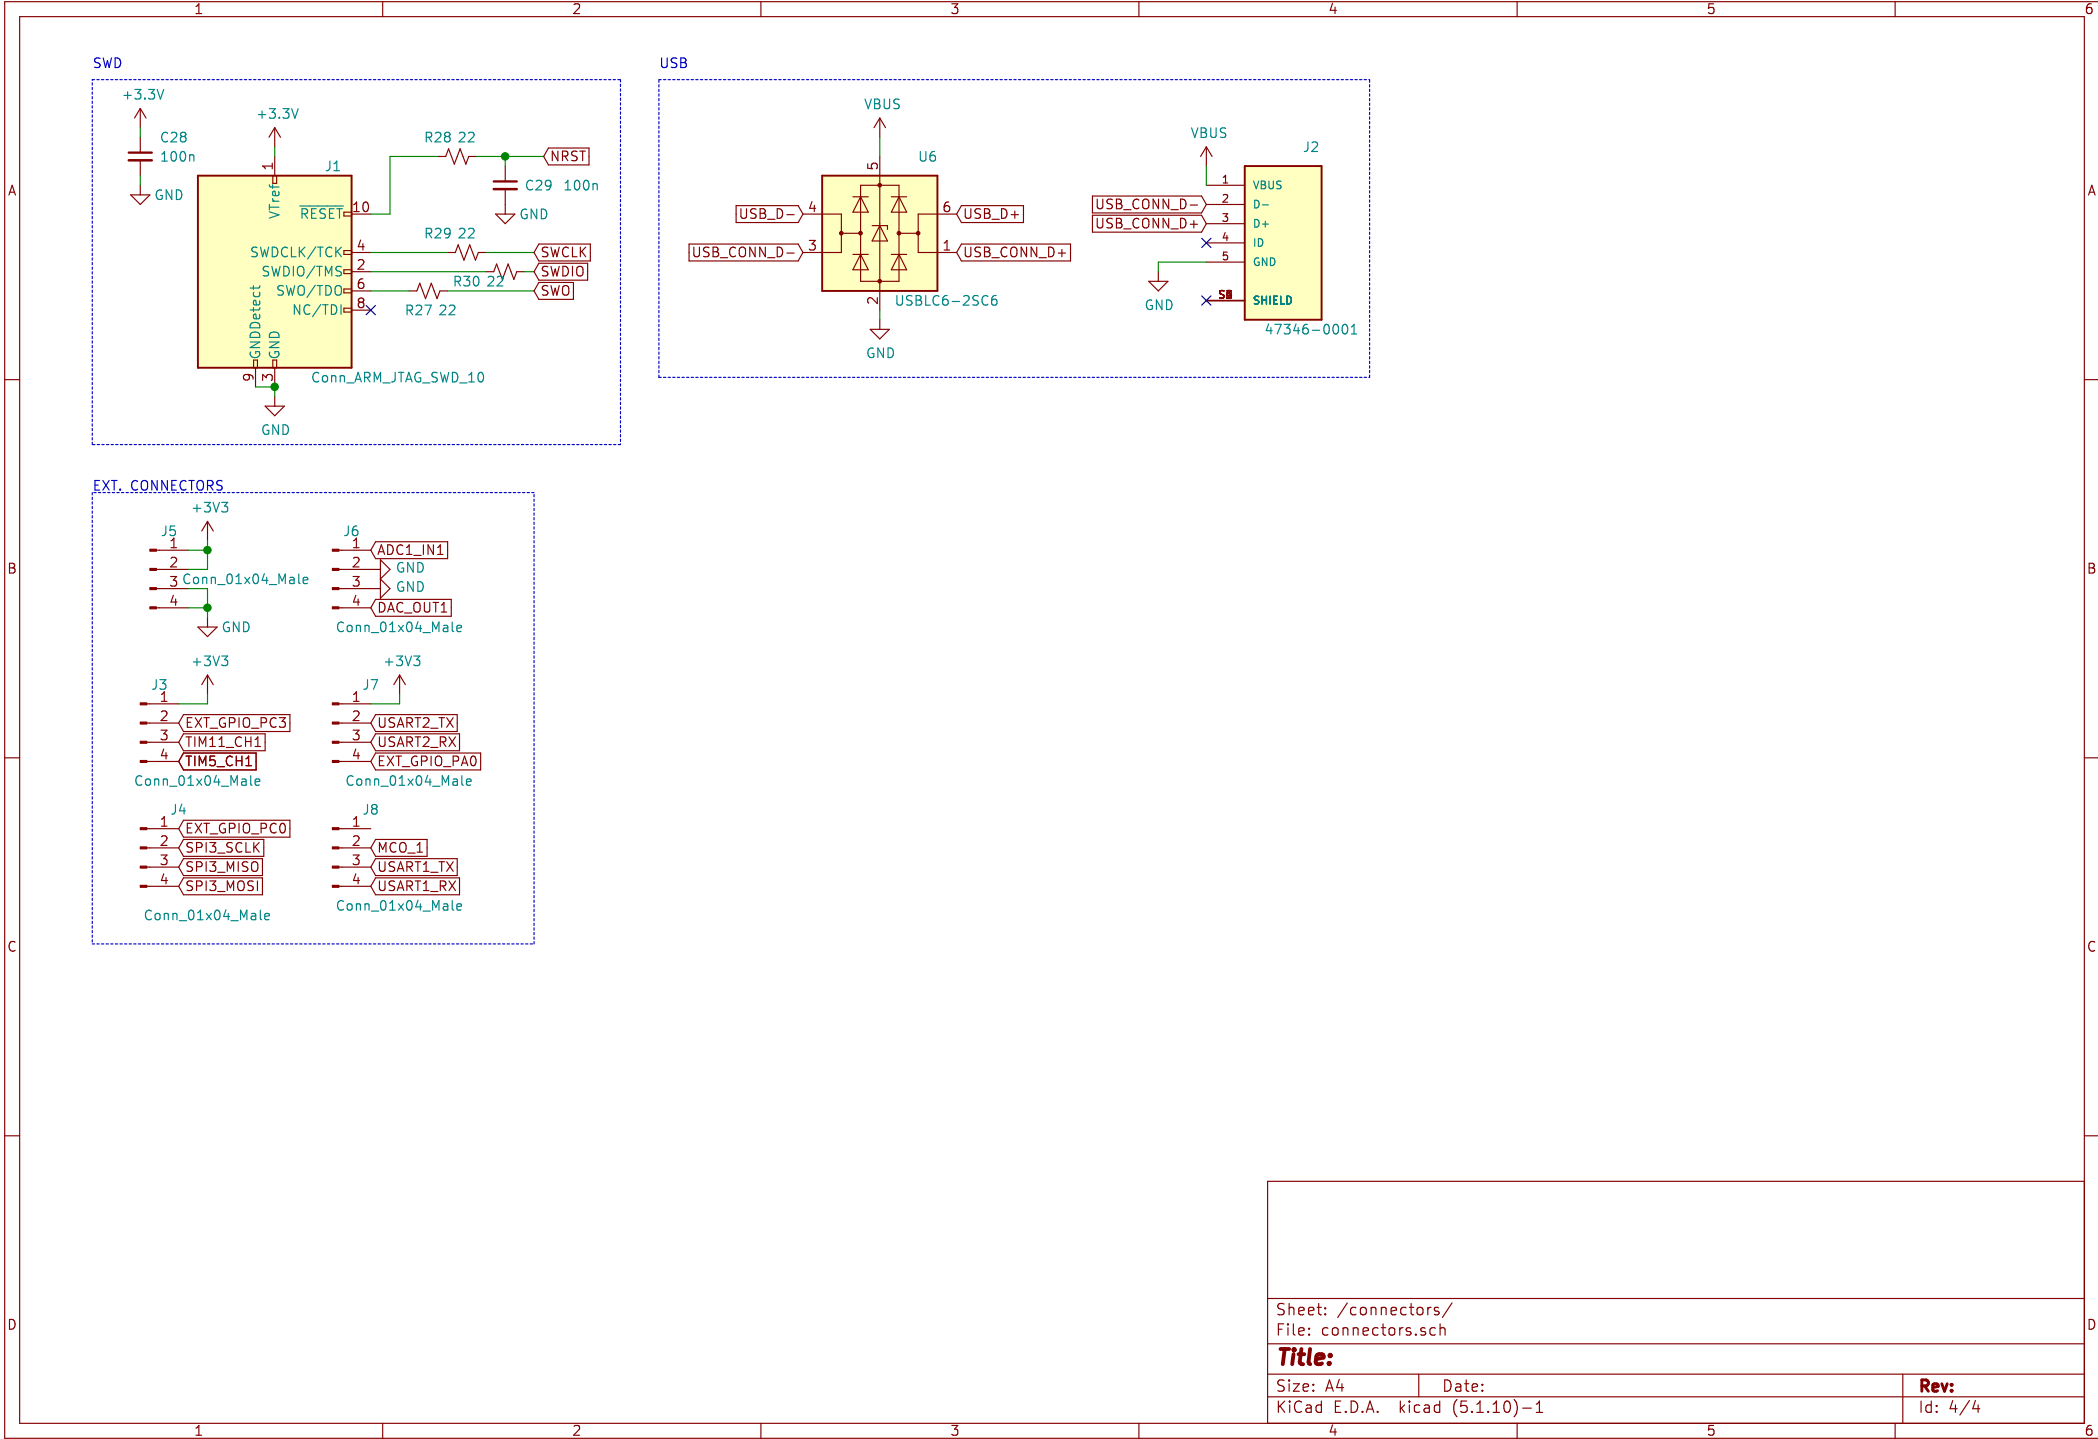 1 2 3 4 5 6
A
B
C
D
SWD
+3.3V
C28
100n
GND
+3.3V
J1
1
VTref
RESET 10
SWDCLK/TCK 4
SWDIO/TMS 2
SWO/TDO 6
NC/TDI 8
GNDDetect
GND
9
3
Conn_ARM_JTAG_SWD_10
GND
R28 22
NRST
C29 100n
GND
R29 22
SWCLK
R30 22
SWDIO
R27 22
SWO
USB
VBUS
U6
5
USB_D- 4
USB_CONN_D- 3
6 USB_D+
1 USB_CONN_D+
2
USBLC6-2SC6
GND
VBUS
J2
1 VBUS
USB_CONN_D- 2 D-
USB_CONN_D+ 3 D+
4 ID
5 GND
GND
SHIELD
47346-0001
EXT. CONNECTORS
+3V3
J5
1
2
3
4
Conn_01x04_Male
GND
J6
1 ADC1_IN1
2 GND
3 GND
4 DAC_OUT1
Conn_01x04_Male
+3V3
J3
1
2 EXT_GPIO_PC3
3 TIM11_CH1
4 TIM5_CH1
Conn_01x04_Male
+3V3
J7
1
2 USART2_TX
3 USART2_RX
4 EXT_GPIO_PA0
Conn_01x04_Male
J4
1 EXT_GPIO_PC0
2 SPI3_SCLK
3 SPI3_MISO
4 SPI3_MOSI
Conn_01x04_Male
J8
1
2 MCO_1
3 USART1_TX
4 USART1_RX
Conn_01x04_Male
Sheet: /connectors/
File: connectors.sch
Title:
Size: A4 Date: Rev:
KiCad E.D.A. kicad (5.1.10)-1 Id: 4/4
A
B
C
D
1 2 3 4 5 6